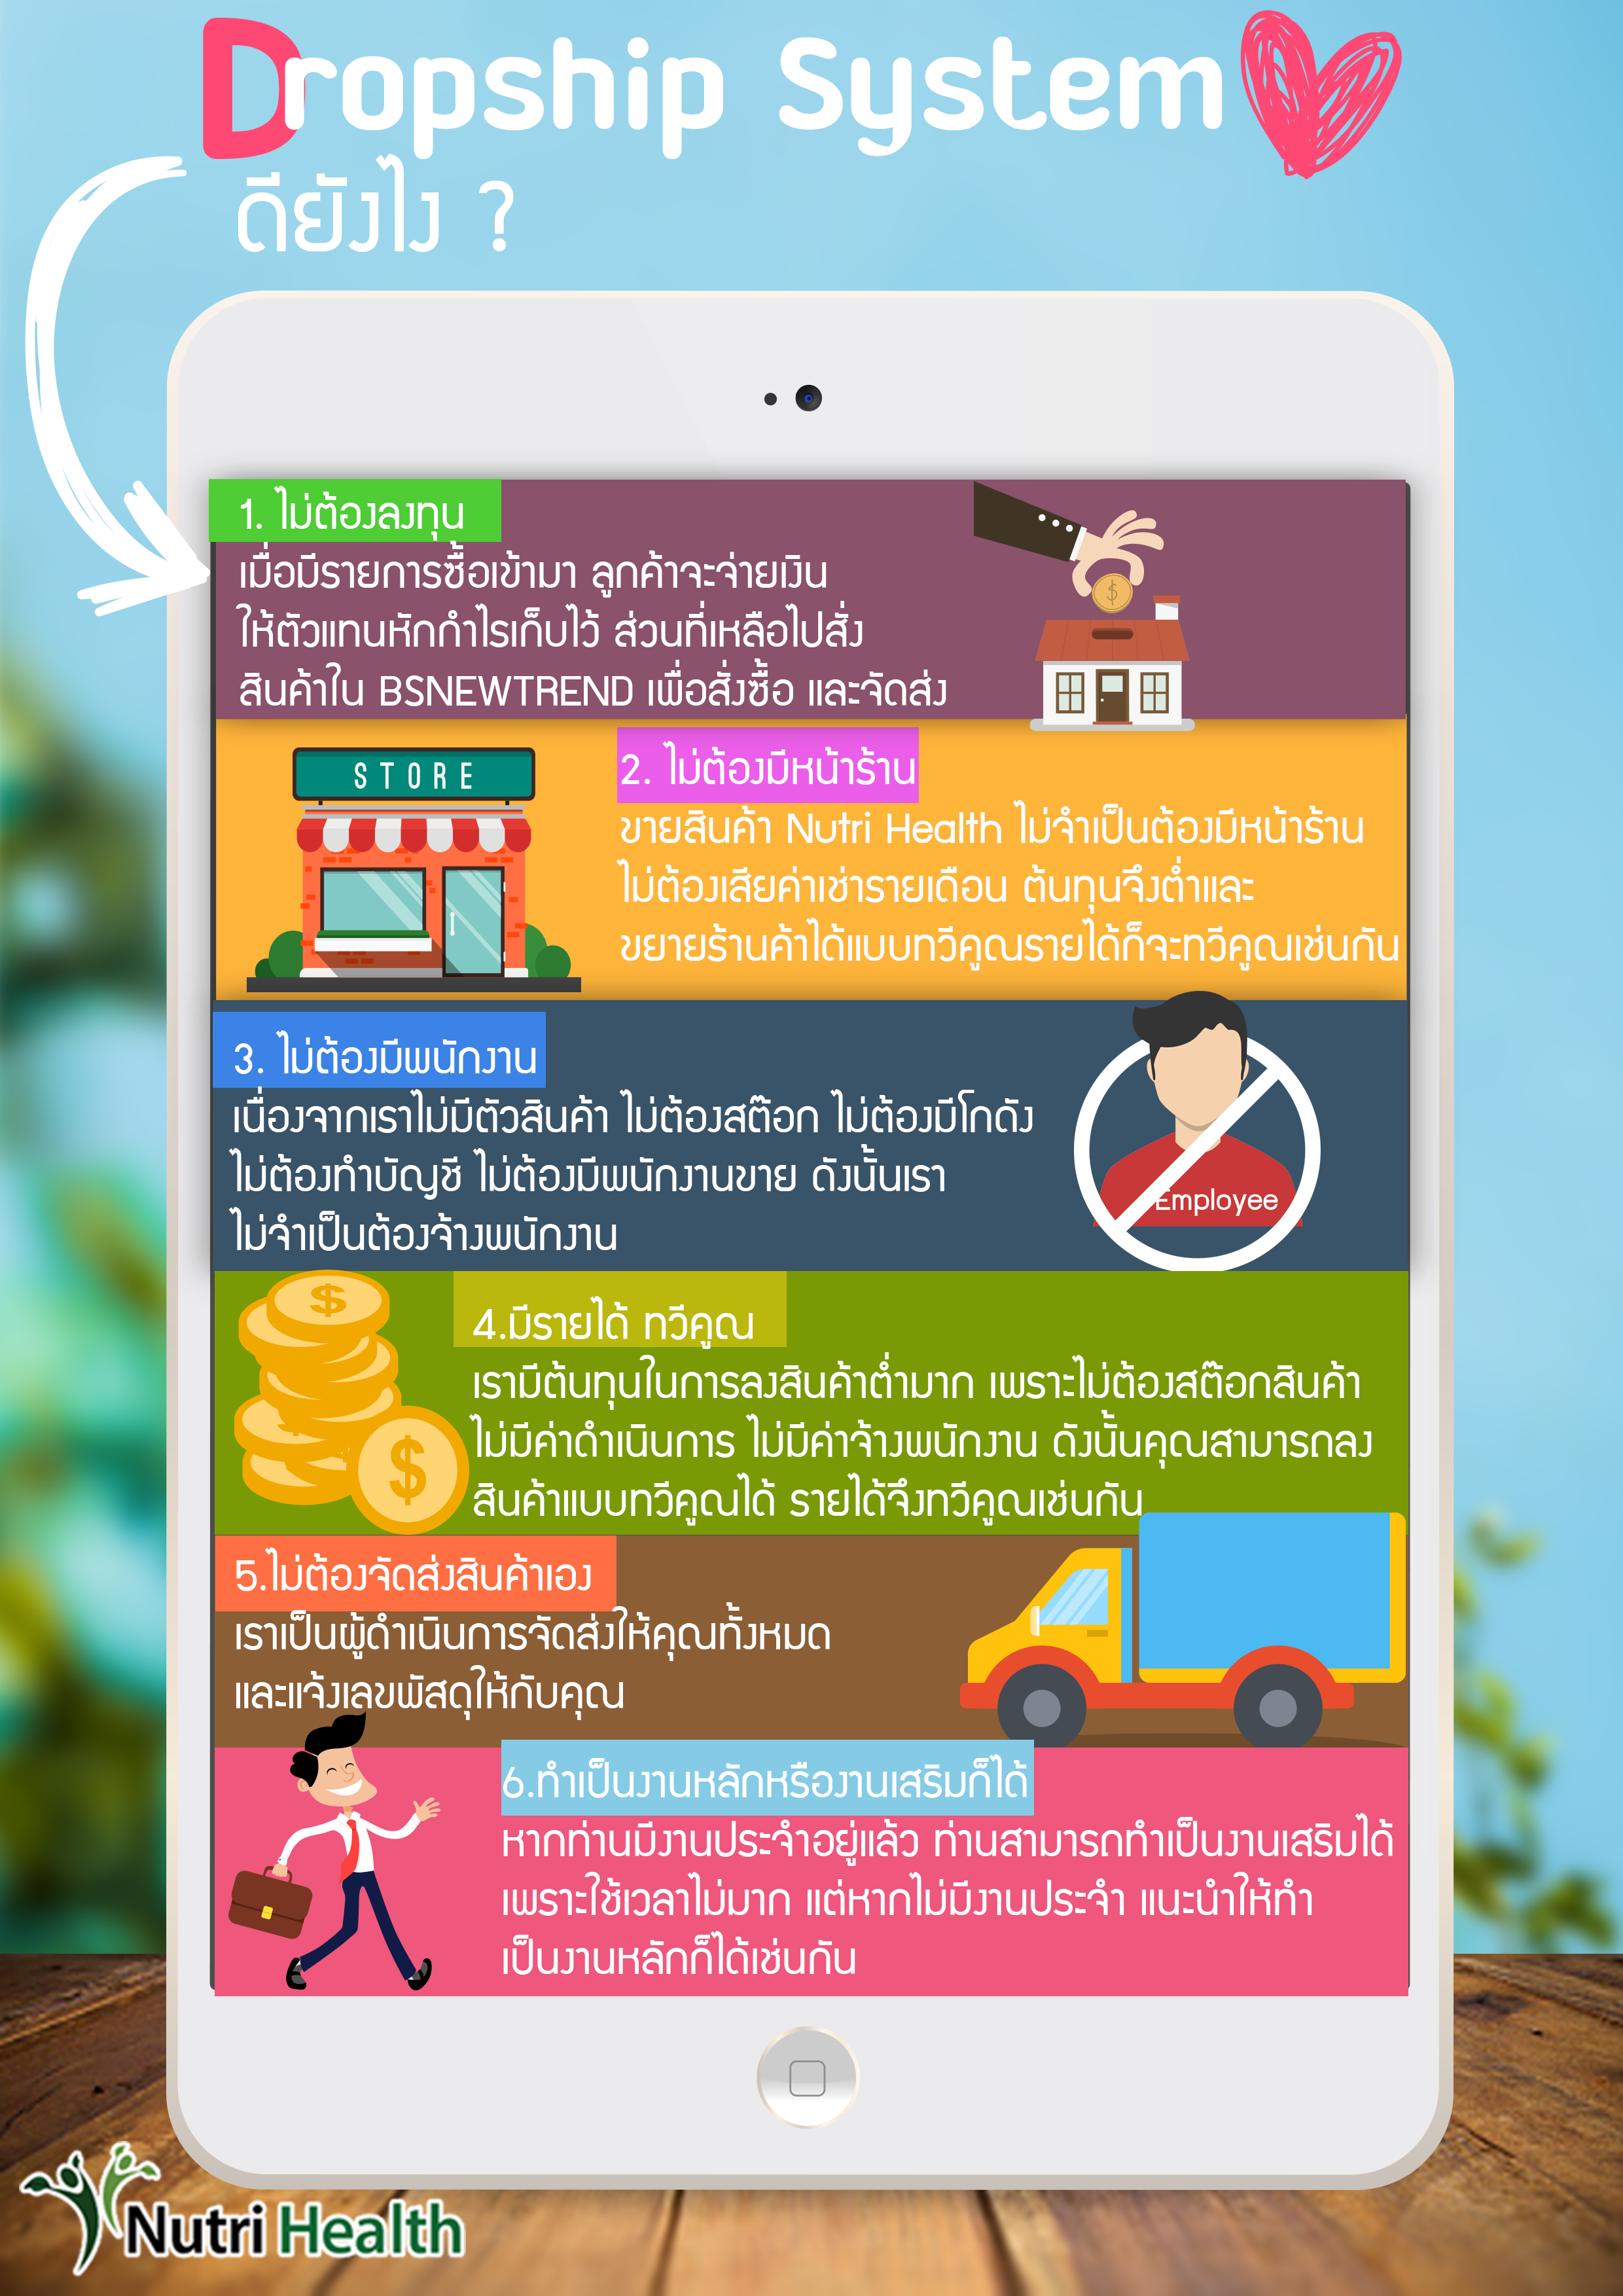 Dropship System
ดียังไง ?
1. ไม่ต้องลงทุน
เมื่อมีรายการซื้อเข้ามา ลูกค้าจะจ่ายเงิน
ให้ตัวแทนหักกำไรเก็บไว้ ส่วนที่เหลือไปสั่ง
สินค้าใน BSNEWTREND เพื่อสั่งซื้อ และจัดส่ง
STORE
2. ไม่ต้องมีหน้าร้าน
ขายสินค้า Nutri Health ไม่จำเป็นต้องมีหน้าร้าน
ไม่ต้องเสียค่าเช่ารายเดือน ต้นทุนจึงต่ำและ
ขยายร้านค้าได้แบบทวีคูณรายได้ก็จะทวีคูณเช่นกัน
3. ไม่ต้องมีพนักงาน
เนื่องจากเราไม่มีตัวสินค้า ไม่ต้องสต๊อก ไม่ต้องมีโกดัง
ไม่ต้องทำบัญชี ไม่ต้องมีพนักงานขาย ดังนั้นเรา
ไม่จำเป็นต้องจ้างพนักงาน
Employee
4.มีรายได้ ทวีคูณ
เรามีต้นทุนในการลงสินค้าต่ำมาก เพราะไม่ต้องสต๊อกสินค้า
ไม่มีค่าดำเนินการ ไม่มีค่าจ้างพนักงาน ดังนั้นคุณสามารถลง
สินค้าแบบทวีคูณได้ รายได้จึงทวีคูณเช่นกัน
5.ไม่ต้องจัดส่งสินค้าเอง
เราเป็นผู้ดำเนินการจัดส่งให้คุณทั้งหมด
และแจ้งเลขพัสดุให้กับคุณ
6.ทำเป็นงานหลักหรืองานเสริมก็ได้
หากท่านมีงานประจำอยู่แล้ว ท่านสามารถทำเป็นงานเสริมได้
เพราะใช้เวลาไม่มาก แต่หากไม่มีงานประจำ แนะนำให้ทำ
เป็นงานหลักก็ได้เช่นกัน
Nutri Health